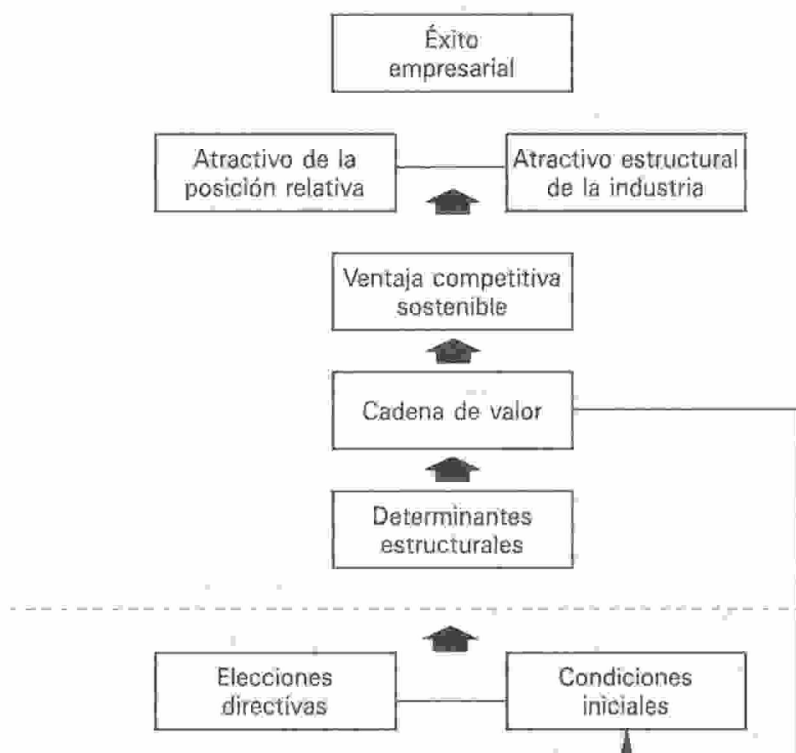 Éxito
empresarial
Atractivo de la
posición relativa
Atractivo estructural
de la industria
Ventaja competitiva
sostenible
Cadena de valor
Determinantes
estructurales
Elecciones
directivas
Condiciones
iniciales